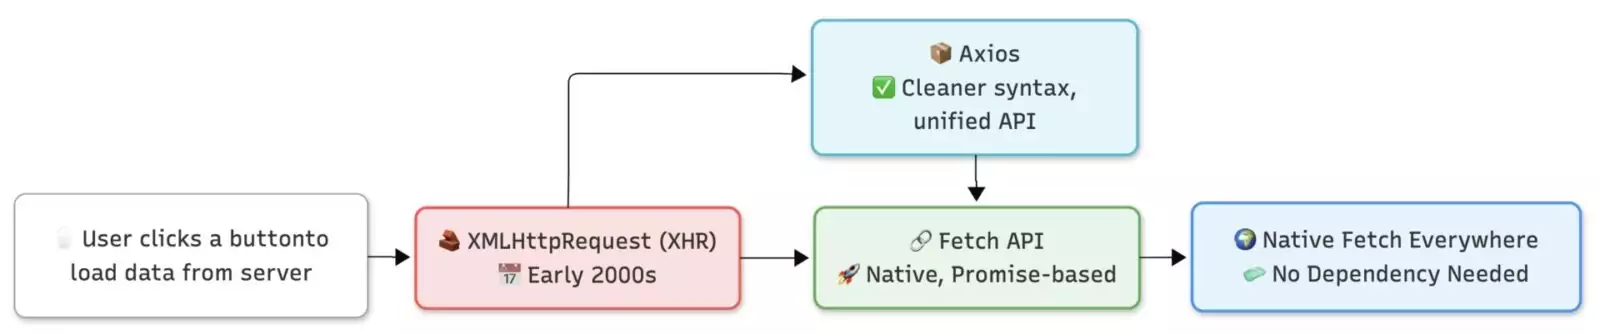 User clicks a buttonto
load data from server
XMLHttpRequest (XHR)
17 Early 2000s
Axios
Cleaner syntax,
unified API
Fetch API
Native, Promise-based
Native Fetch Everywhere
No Dependency Needed